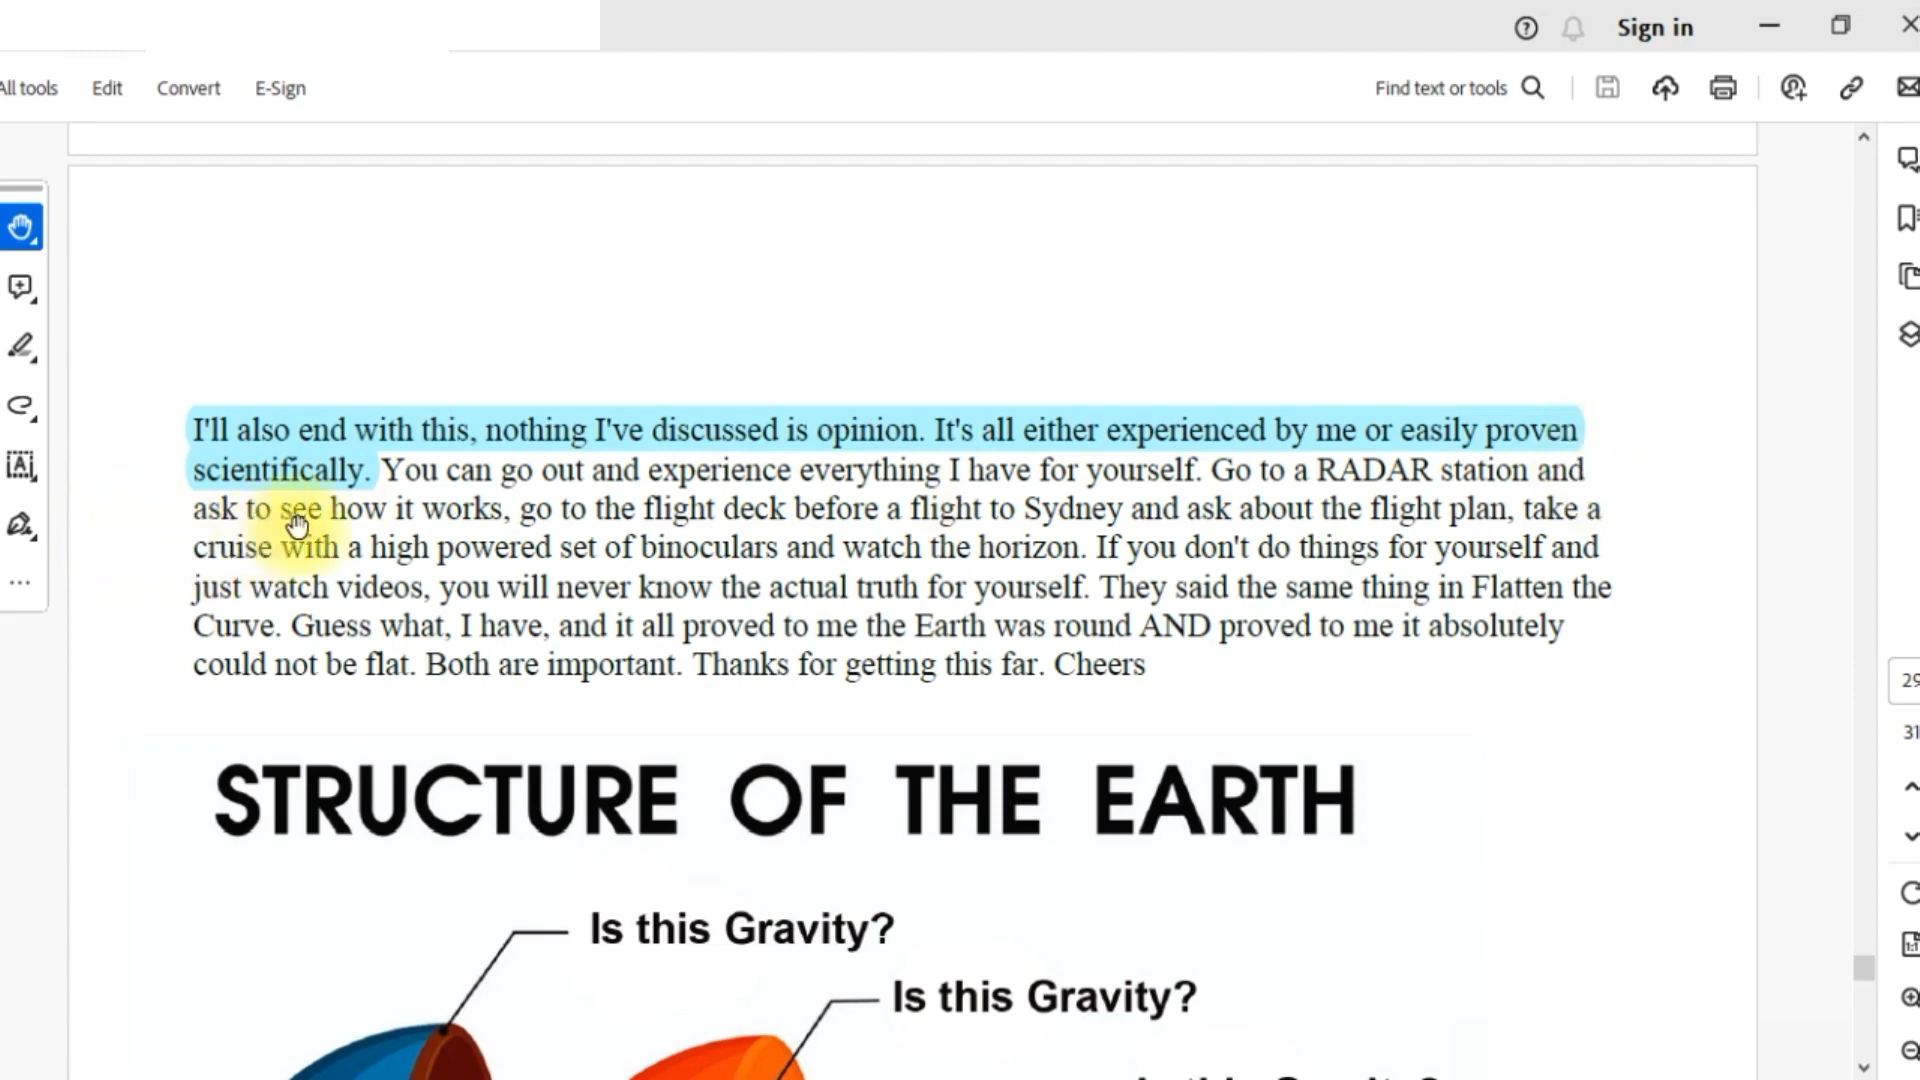 Sign in
All tools Edit Convert E-Sign Find text or tools
I'll also end with this, nothing I've discussed is opinion. It's all either experienced by me or easily proven
scientifically. You can go out and experience everything I have for yourself. Go to a RADAR station and
ask to see how it works, go to the flight deck before a flight to Sydney and ask about the flight plan, take a
cruise with a high powered set of binoculars and watch the horizon. If you don't do things for yourself and
just watch videos, you will never know the actual truth for yourself. They said the same thing in Flatten the
Curve. Guess what, I have, and it all proved to me the Earth was round AND proved to me it absolutely
could not be flat. Both are important. Thanks for getting this far. Cheers
29
31
STRUCTURE OF THE EARTH
Is this Gravity?
Is this Gravity?